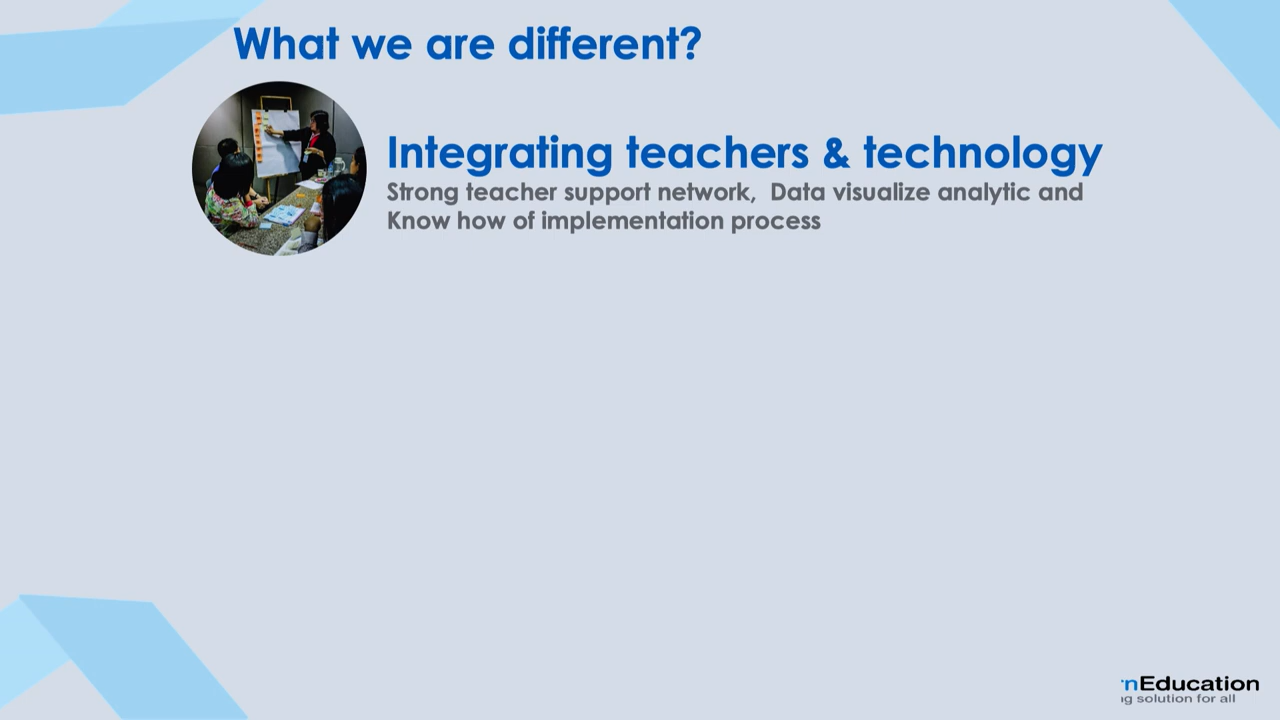 What we are different?
Integrating teachers & technology
Strong teacher support network, Data visualize analytic and
Know how of implementation process
nEducation
g solution for all